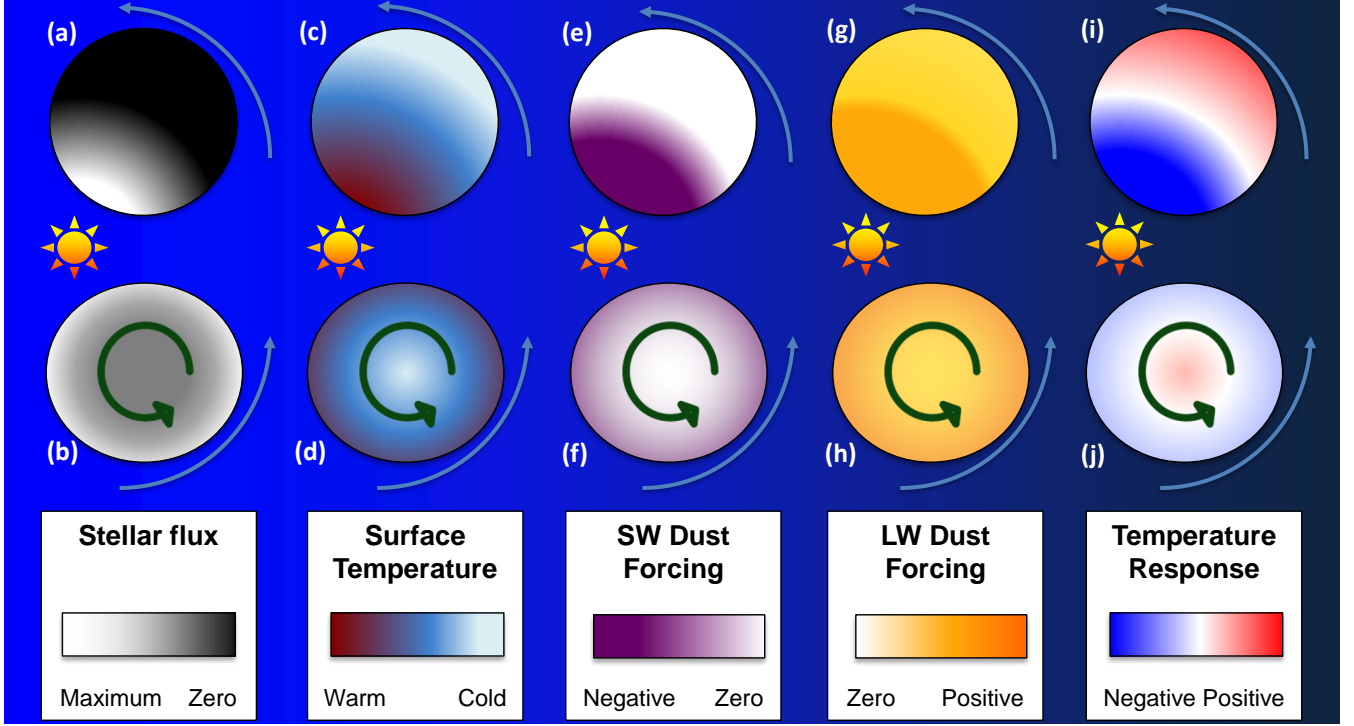 (a)
(c)
(e)
(g)
(i)
(b)
(d)
(f)
(h)
(j)
Stellar flux
Maximum Zero
Surface
Temperature
Warm Cold
SW Dust
Forcing
Negative Zero
LW Dust
Forcing
Zero Positive
Temperature
Response
Negative Positive